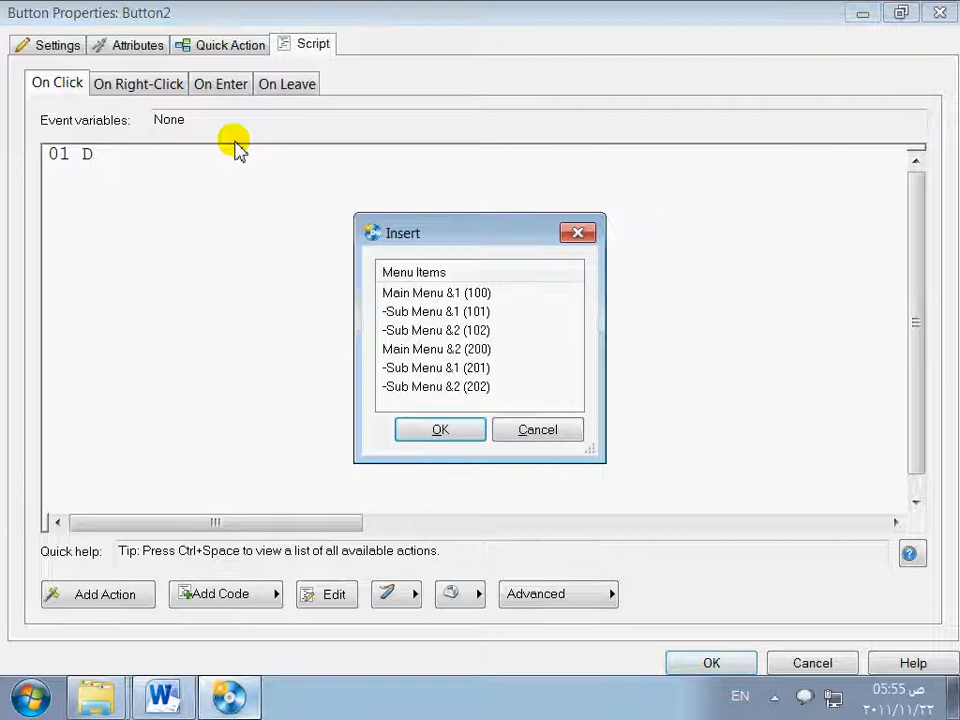 Button Properties: Button2
Settings Attributes Quick Action Script
On Click On Right-Click On Enter On Leave
Event variables: None
01 D
Insert
Menu Items
Main Menu &1 (100)
-Sub Menu &1 (101)
-Sub Menu &2 (102)
Main Menu &2 (200)
-Sub Menu &1 (201)
-Sub Menu &2 (202)
OK Cancel
Quick help: Tip: Press Ctrl+Space to view a list of all available actions.
Add Action Add Code Edit Advanced
OK Cancel Help
EN 05:55 ص
٢٠١١/١١/٢٢